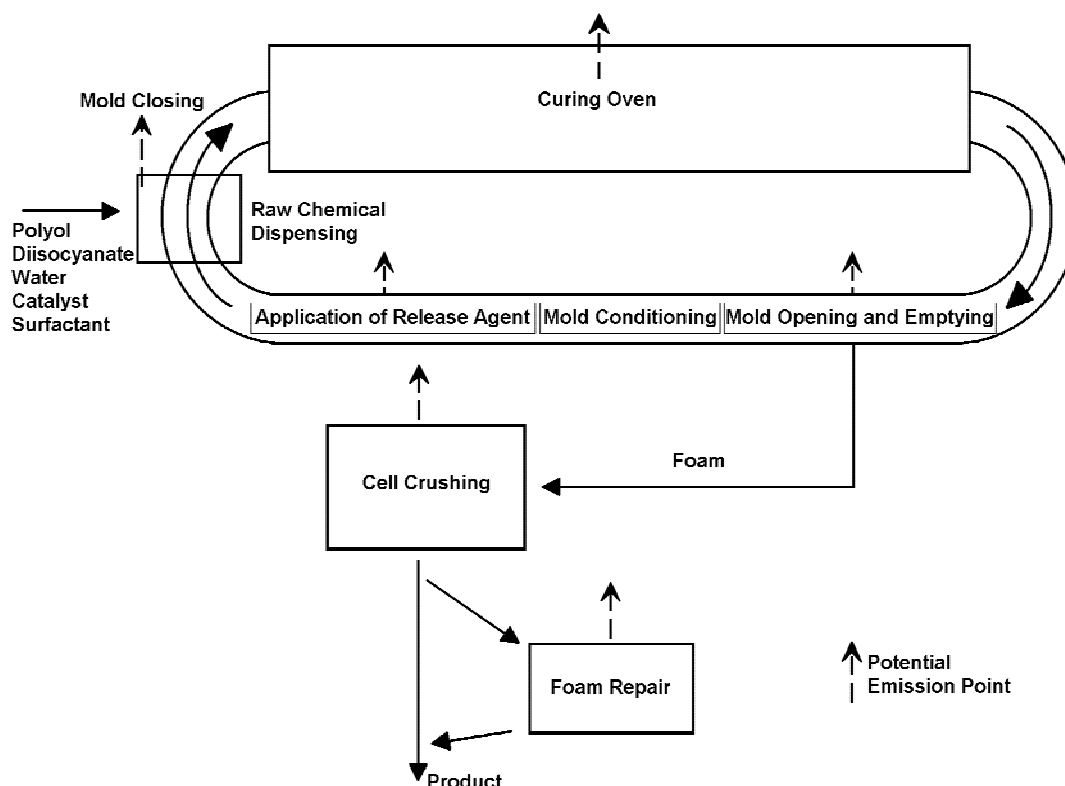 Curing Oven
Mold Closing
Raw Chemical
Dispensing
Polyol
Diisocyanate
Water
Catalyst
Surfactant
Application of Release Agent
Mold Conditioning
Mold Opening and Emptying
Cell Crushing
Foam
Foam Repair
Potential
Emission Point
Product